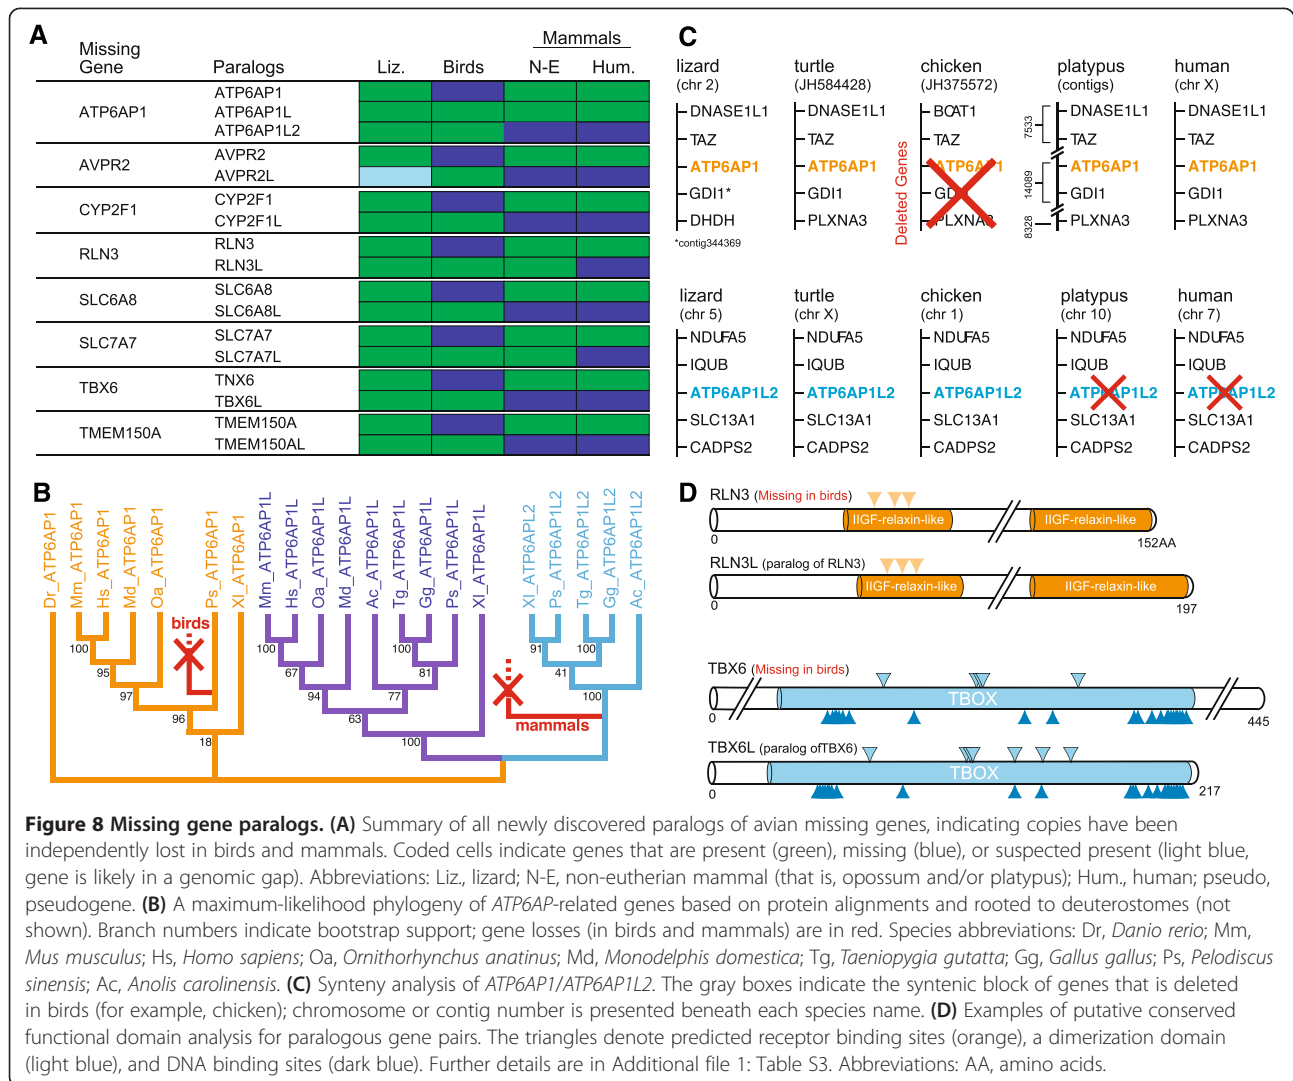 A
Missing
Gene
Paralogs
Liz.
Birds
Mammals
N-E
Hum.
ATP6AP1
ATP6AP1
ATP6AP1L
ATP6AP1L2
AVPR2
AVPR2
AVPR2L
CYP2F1
CYP2F1
CYP2F1L
RLN3
RLN3
RLN3L
SLC6A8
SLC6A8
SLC6A8L
SLC7A7
SLC7A7
SLC7A7L
TBX6
TNX6
TBX6L
TMEM150A
TMEM150A
TMEM150AL
B
Dr_ATP6AP1
Mm_ATP6AP1
Hs_ATP6AP1
Md_ATP6AP1
Oa_ATP6AP1
Ps_ATP6AP1
Xl_ATP6AP1
Mm_ATP6AP1L
Hs_ATP6AP1L
Oa_ATP6AP1L
Md_ATP6AP1L
Ac_ATP6AP1L
Tg_ATP6AP1L
Gg_ATP6AP1L
Ps_ATP6AP1L
Xl_ATP6AP1L
Xl_ATP6APL2
Ps_ATP6AP1L2
Tg_ATP6AP1L2
Gg_ATP6AP1L2
Ac_ATP6AP1L2
birds
mammals
100
95
97
96
18
100
67
94
63
100
77
81
100
91
41
100
100
C
lizard
(chr 2)
DNASE1L1
TAZ
ATP6AP1
GDI1*
DHDH
*contig344369
turtle
(JH584428)
DNASE1L1
TAZ
ATP6AP1
GDI1
PLXNA3
Deleted Genes
chicken
(JH375572)
BCAT1
TAZ
ATP6AP1
GDI1
PLXNA3
platypus
(contigs)
7533
14089
8328
DNASE1L1
TAZ
ATP6AP1
GDI1
PLXNA3
human
(chr X)
DNASE1L1
TAZ
ATP6AP1
GDI1
PLXNA3
lizard
(chr 5)
NDUFA5
IQUB
ATP6AP1L2
SLC13A1
CADPS2
turtle
(chr X)
NDUFA5
IQUB
ATP6AP1L2
SLC13A1
CADPS2
chicken
(chr 1)
NDUFA5
IQUB
ATP6AP1L2
SLC13A1
CADPS2
platypus
(chr 10)
NDUFA5
IQUB
ATP6AP1L2
SLC13A1
CADPS2
human
(chr 7)
NDUFA5
IQUB
ATP6AP1L2
SLC13A1
CADPS2
D
RLN3 (Missing in birds)
IIGF-relaxin-like
IIGF-relaxin-like
0
152AA
RLN3L (paralog of RLN3)
IIGF-relaxin-like
IIGF-relaxin-like
0
197
TBX6 (Missing in birds)
TBOX
0
445
TBX6L (paralog ofTBX6)
TBOX
0
217
Figure 8 Missing gene paralogs. (A) Summary of all newly discovered paralogs of avian missing genes, indicating copies have been
independently lost in birds and mammals. Coded cells indicate genes that are present (green), missing (blue), or suspected present (light blue,
gene is likely in a genomic gap). Abbreviations: Liz., lizard; N-E, non-eutherian mammal (that is, opossum and/or platypus); Hum., human; pseudo,
pseudogene. (B) A maximum-likelihood phylogeny of ATP6AP-related genes based on protein alignments and rooted to deuterostomes (not
shown). Branch numbers indicate bootstrap support; gene losses (in birds and mammals) are in red. Species abbreviations: Dr, Danio rerio; Mm,
Mus musculus; Hs, Homo sapiens; Oa, Ornithorhynchus anatinus; Md, Monodelphis domestica; Tg, Taeniopygia gutatta; Gg, Gallus gallus; Ps, Pelodiscus
sinensis; Ac, Anolis carolinensis. (C) Synteny analysis of ATP6AP1/ATP6AP1L2. The gray boxes indicate the syntenic block of genes that is deleted
in birds (for example, chicken); chromosome or contig number is presented beneath each species name. (D) Examples of putative conserved
functional domain analysis for paralogous gene pairs. The triangles denote predicted receptor binding sites (orange), a dimerization domain
(light blue), and DNA binding sites (dark blue). Further details are in Additional file 1: Table S3. Abbreviations: AA, amino acids.